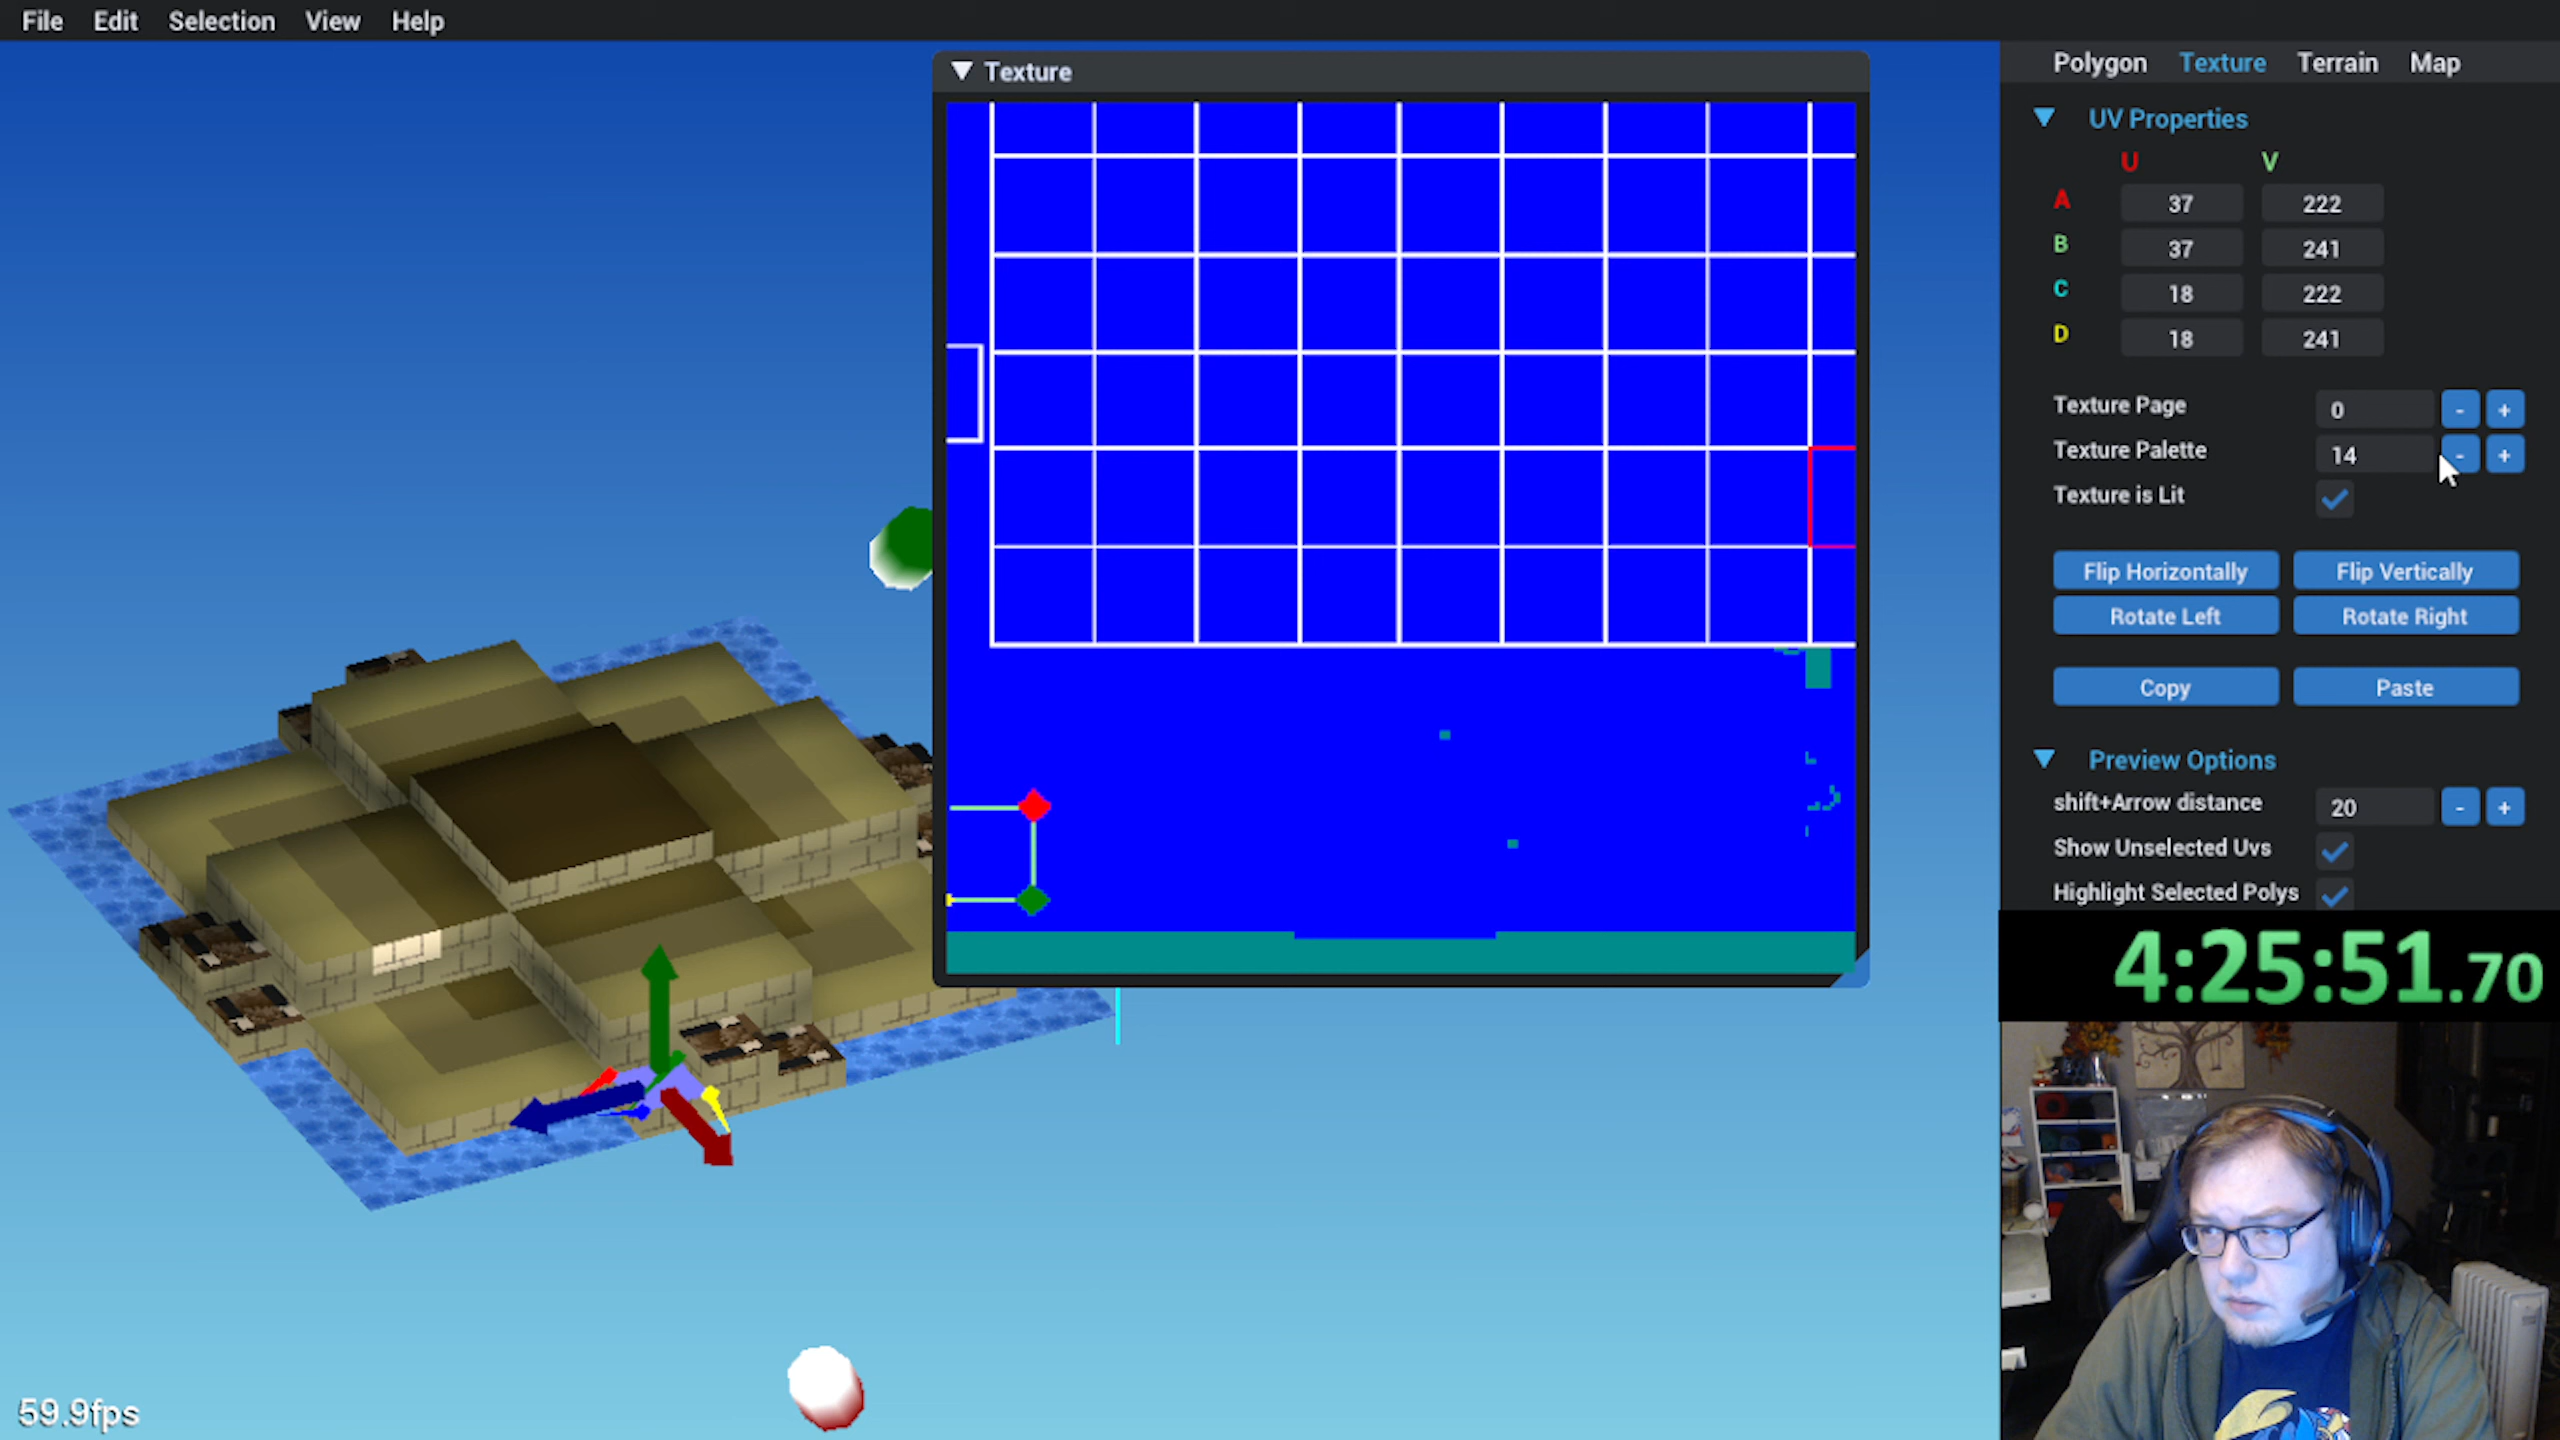 File Edit Selection View Help
Texture
Polygon Texture Terrain Map
UV Properties
U V
A 37 222
B 37 241
C 18 222
D 18 241
Texture Page 0 - +
Texture Palette 14 - +
Texture is Lit
Flip Horizontally Flip Vertically
Rotate Left Rotate Right
Copy Paste
Preview Options
shift+Arrow distance 20 - +
Show Unselected Uvs
Highlight Selected Polys
4:25:51.70
59.9fps